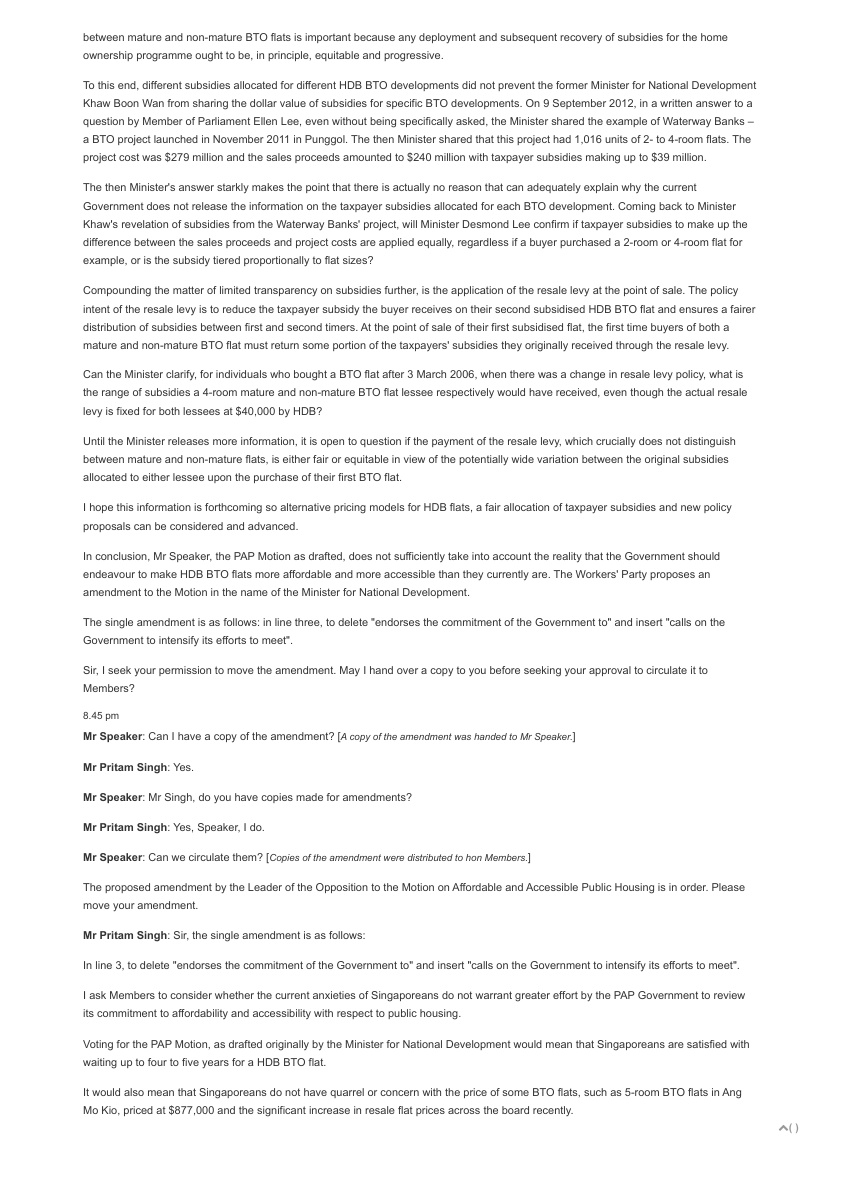 between mature and non-mature BTO flats is important because any deployment and subsequent recovery of subsidies for the home
ownership programme ought to be, in principle, equitable and progressive.
To this end, different subsidies allocated for different HDB BTO developments did not prevent the former Minister for National Development
Khaw Boon Wan from sharing the dollar value of subsidies for specific BTO developments. On 9 September 2012, in a written answer to a
question by Member of Parliament Ellen Lee, even without being specifically asked, the Minister shared the example of Waterway Banks –
a BTO project launched in November 2011 in Punggol. The then Minister shared that this project had 1,016 units of 2- to 4-room flats. The
project cost was $279 million and the sales proceeds amounted to $240 million with taxpayer subsidies making up to $39 million.
The then Minister's answer starkly makes the point that there is actually no reason that can adequately explain why the current
Government does not release the information on the taxpayer subsidies allocated for each BTO development. Coming back to Minister
Khaw's revelation of subsidies from the Waterway Banks' project, will Minister Desmond Lee confirm if taxpayer subsidies to make up the
difference between the sales proceeds and project costs are applied equally, regardless if a buyer purchased a 2-room or 4-room flat for
example, or is the subsidy tiered proportionally to flat sizes?
Compounding the matter of limited transparency on subsidies further, is the application of the resale levy at the point of sale. The policy
intent of the resale levy is to reduce the taxpayer subsidy the buyer receives on their second subsidised HDB BTO flat and ensures a fairer
distribution of subsidies between first and second timers. At the point of sale of their first subsidised flat, the first time buyers of both a
mature and non-mature BTO flat must return some portion of the taxpayers' subsidies they originally received through the resale levy.
Can the Minister clarify, for individuals who bought a BTO flat after 3 March 2006, when there was a change in resale levy policy, what is
the range of subsidies a 4-room mature and non-mature BTO flat lessee respectively would have received, even though the actual resale
levy is fixed for both lessees at $40,000 by HDB?
Until the Minister releases more information, it is open to question if the payment of the resale levy, which crucially does not distinguish
between mature and non-mature flats, is either fair or equitable in view of the potentially wide variation between the original subsidies
allocated to either lessee upon the purchase of their first BTO flat.
I hope this information is forthcoming so alternative pricing models for HDB flats, a fair allocation of taxpayer subsidies and new policy
proposals can be considered and advanced.
In conclusion, Mr Speaker, the PAP Motion as drafted, does not sufficiently take into account the reality that the Government should
endeavour to make HDB BTO flats more affordable and more accessible than they currently are. The Workers' Party proposes an
amendment to the Motion in the name of the Minister for National Development.
The single amendment is as follows: in line three, to delete "endorses the commitment of the Government to" and insert "calls on the
Government to intensify its efforts to meet".
Sir, I seek your permission to move the amendment. May I hand over a copy to you before seeking your approval to circulate it to
Members?
8.45 pm
Mr Speaker: Can I have a copy of the amendment? [A copy of the amendment was handed to Mr Speaker.]
Mr Pritam Singh: Yes.
Mr Speaker: Mr Singh, do you have copies made for amendments?
Mr Pritam Singh: Yes, Speaker, I do.
Mr Speaker: Can we circulate them? [Copies of the amendment were distributed to hon Members.]
The proposed amendment by the Leader of the Opposition to the Motion on Affordable and Accessible Public Housing is in order. Please
move your amendment.
Mr Pritam Singh: Sir, the single amendment is as follows:
In line 3, to delete "endorses the commitment of the Government to" and insert "calls on the Government to intensify its efforts to meet".
I ask Members to consider whether the current anxieties of Singaporeans do not warrant greater effort by the PAP Government to review
its commitment to affordability and accessibility with respect to public housing.
Voting for the PAP Motion, as drafted originally by the Minister for National Development would mean that Singaporeans are satisfied with
waiting up to four to five years for a HDB BTO flat.
It would also mean that Singaporeans do not have quarrel or concern with the price of some BTO flats, such as 5-room BTO flats in Ang
Mo Kio, priced at $877,000 and the significant increase in resale flat prices across the board recently.
( )